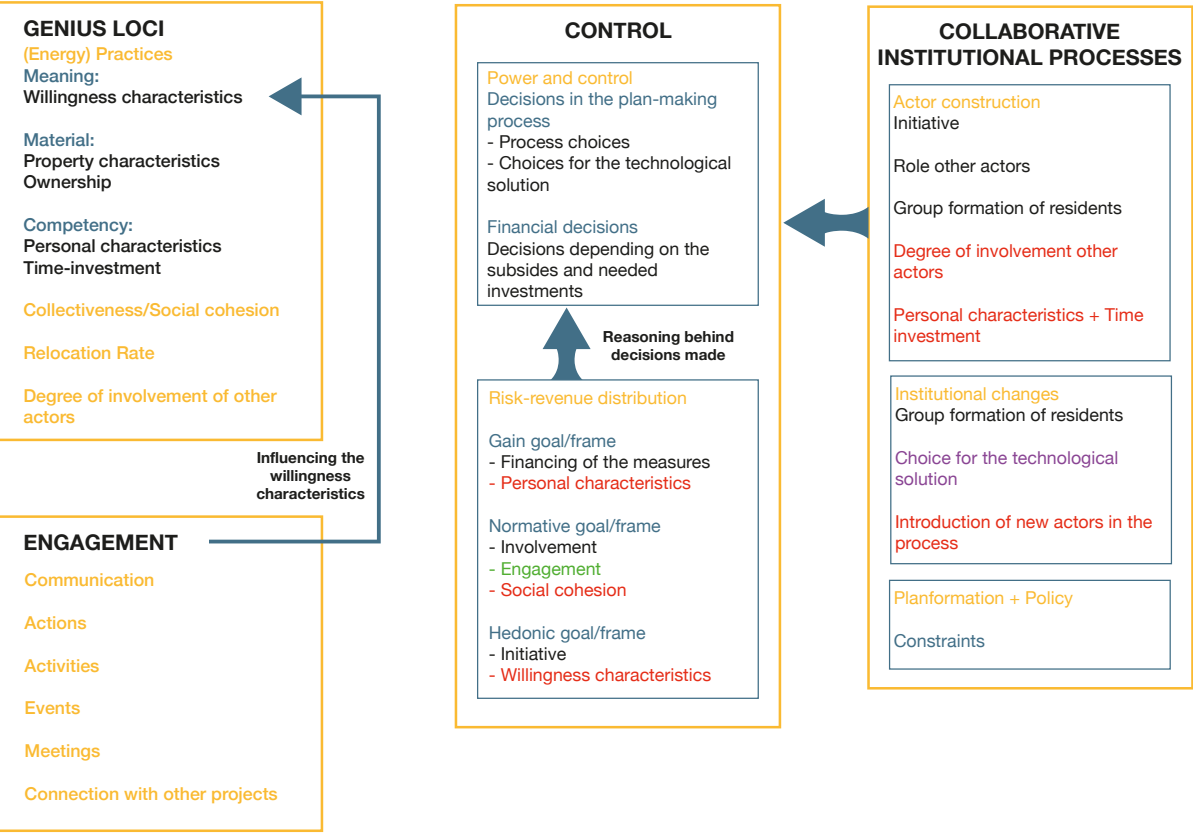 GENIUS LOCI
(Energy) Practices
Meaning:
Willingness characteristics
Material:
Property characteristics
Ownership
Competency:
Personal characteristics
Time-investment
Collectiveness/Social cohesion
Relocation Rate
Degree of involvement of other
actors
Influencing the
willingness
characteristics
ENGAGEMENT
Communication
Actions
Activities
Events
Meetings
Connection with other projects
CONTROL
Power and control
Decisions in the plan-making
process
- Process choices
- Choices for the technological
solution
Financial decisions
Decisions depending on the
subsides and needed
investments
Reasoning behind
decisions made
Risk-revenue distribution
Gain goal/frame
- Financing of the measures
- Personal characteristics
Normative goal/frame
- Involvement
- Engagement
- Social cohesion
Hedonic goal/frame
- Initiative
- Willingness characteristics
COLLABORATIVE
INSTITUTIONAL PROCESSES
Actor construction
Initiative
Role other actors
Group formation of residents
Degree of involvement other
actors
Personal characteristics + Time
investment
Institutional changes
Group formation of residents
Choice for the technological
solution
Introduction of new actors in the
process
Planformation + Policy
Constraints